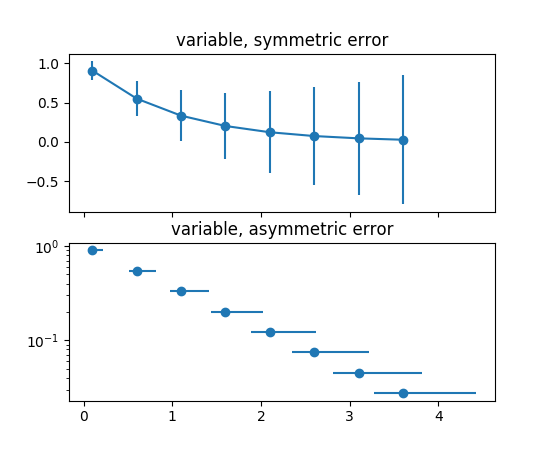 variable, symmetric error
1.0
0.5
0.0
−0.5
variable, asymmetric error
10⁰
10⁻¹
0 1 2 3 4